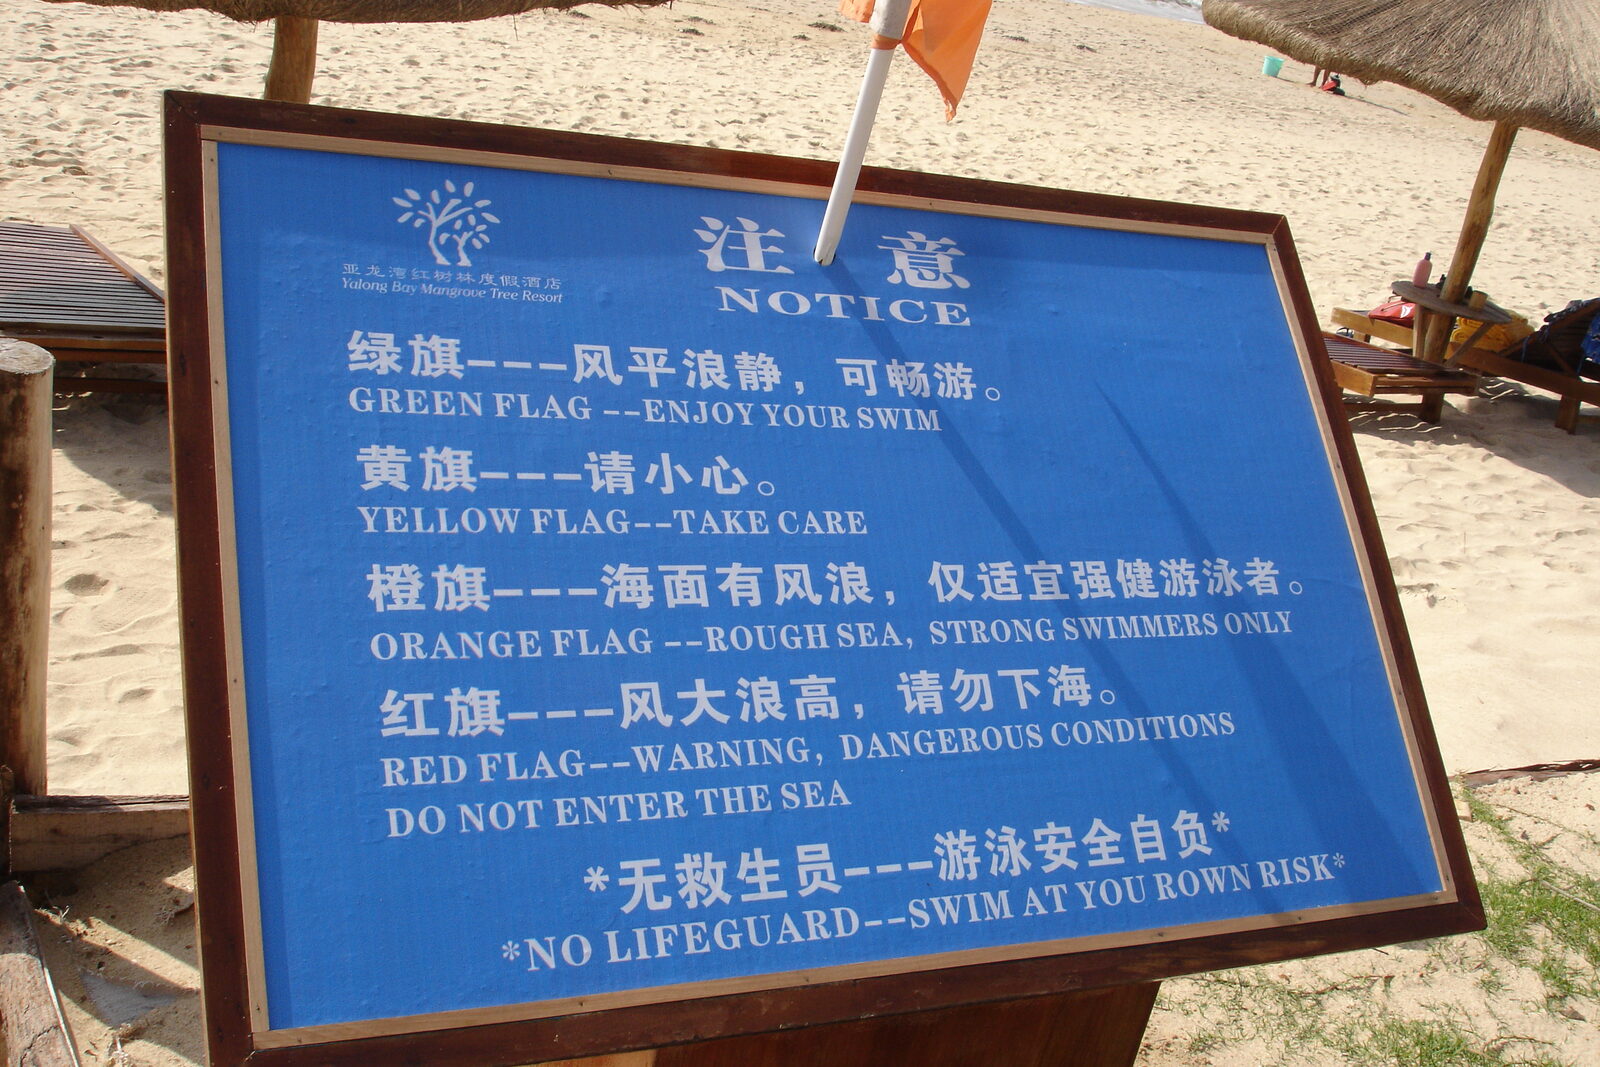 亚龙湾红树林度假酒店
Yalong Bay Mangrove Tree Resort
注意
NOTICE
绿旗---风平浪静，可畅游。
GREEN FLAG --ENJOY YOUR SWIM
黄旗---请小心。
YELLOW FLAG--TAKE CARE
橙旗---海面有风浪，仅适宜强健游泳者。
ORANGE FLAG --ROUGH SEA, STRONG SWIMMERS ONLY
红旗---风大浪高，请勿下海。
RED FLAG--WARNING, DANGEROUS CONDITIONS
DO NOT ENTER THE SEA
*无救生员---游泳安全自负*
*NO LIFEGUARD--SWIM AT YOU ROWN RISK*